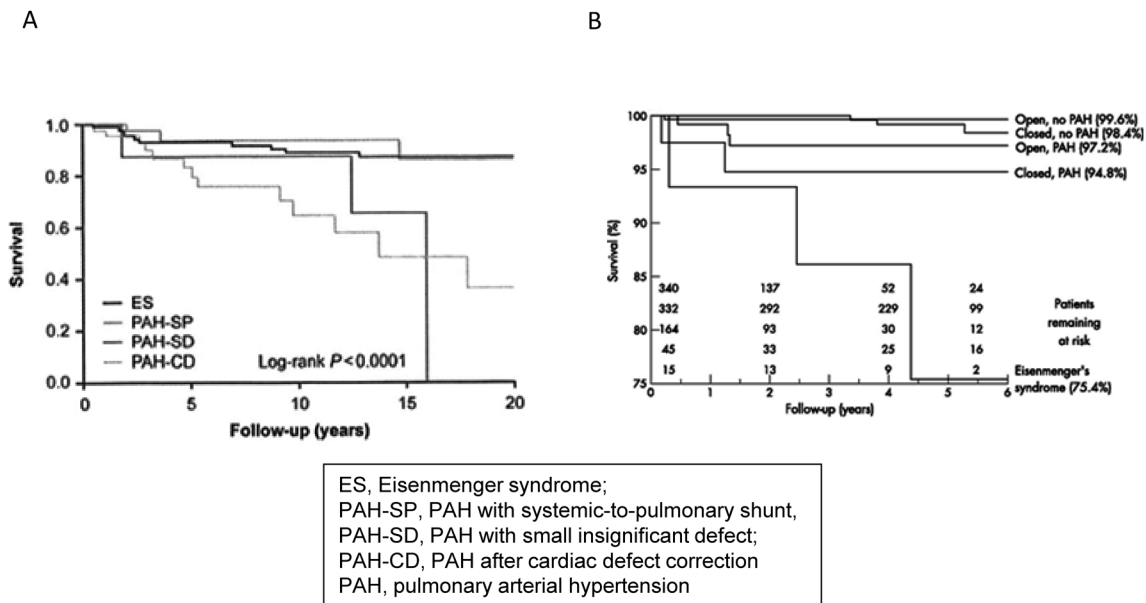 A
B
Survival
1.0
0.8
0.6
0.4
0.2
0.0
ES
PAH-SP
PAH-SD
PAH-CD
Log-rank P<0.0001
0 5 10 15 20
Follow-up (years)
Survival (%)
100
95
90
85
80
75
Open, no PAH (99.6%)
Closed, no PAH (98.4%)
Open, PAH (97.2%)
Closed, PAH (94.8%)
340 137 52 24
332 292 229 99
164 93 30 12
45 33 25 16
15 13 9 2
Patients
remaining
at risk
Eisenmenger's
syndrome (75.4%)
0 1 2 3 4 5 6
Follow-up (years)
ES, Eisenmenger syndrome;
PAH-SP, PAH with systemic-to-pulmonary shunt,
PAH-SD, PAH with small insignificant defect;
PAH-CD, PAH after cardiac defect correction
PAH, pulmonary arterial hypertension